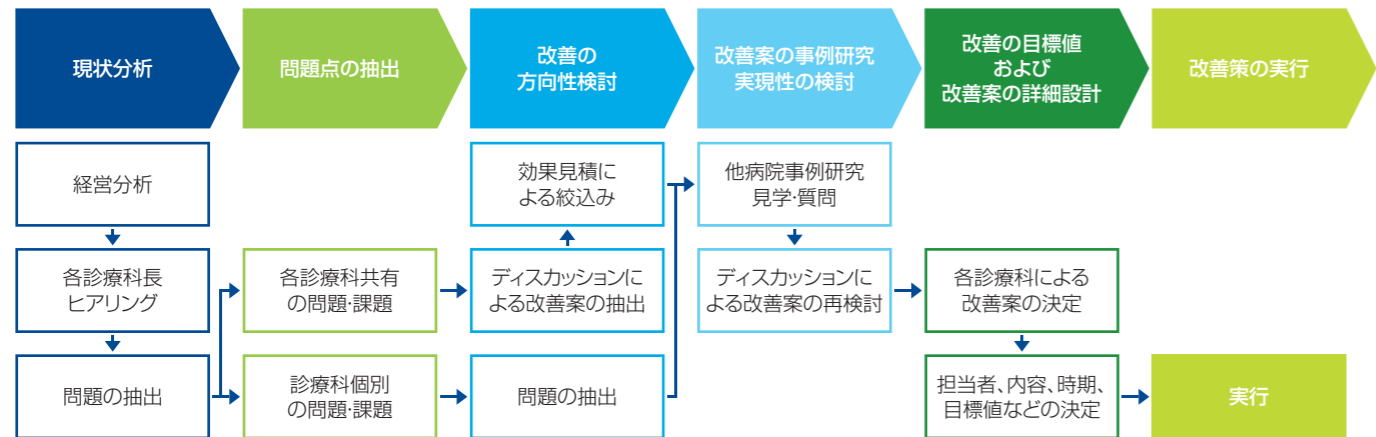 現状分析
問題点の抽出
改善の
方向性検討
改善案の事例研究
実現性の検討
改善の目標値
および
改善案の詳細設計
改善策の実行
経営分析
各診療科長
ヒアリング
問題の抽出
各診療科共有
の問題・課題
診療科個別
の問題・課題
効果見積に
よる絞込み
ディスカッションに
よる改善案の抽出
問題の抽出
他病院事例研究
見学・質問
ディスカッションに
よる改善案の再検討
各診療科による
改善案の決定
担当者、内容、時期、
目標値などの決定
実行